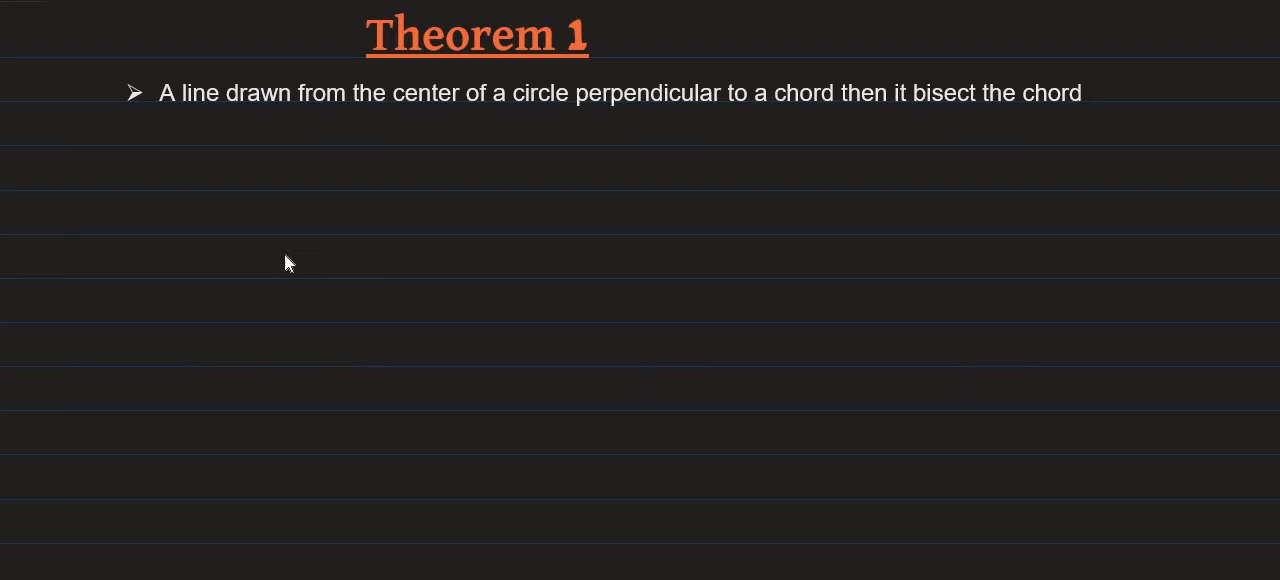 Theorem 1
➢ A line drawn from the center of a circle perpendicular to a chord then it bisect the chord